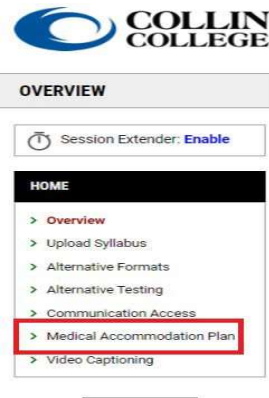 COLLIN
COLLEGE
OVERVIEW
Session Extender: Enable
HOME
> Overview
> Upload Syllabus
> Alternative Formats
> Alternative Testing
> Communication Access
> Medical Accommodation Plan
> Video Captioning